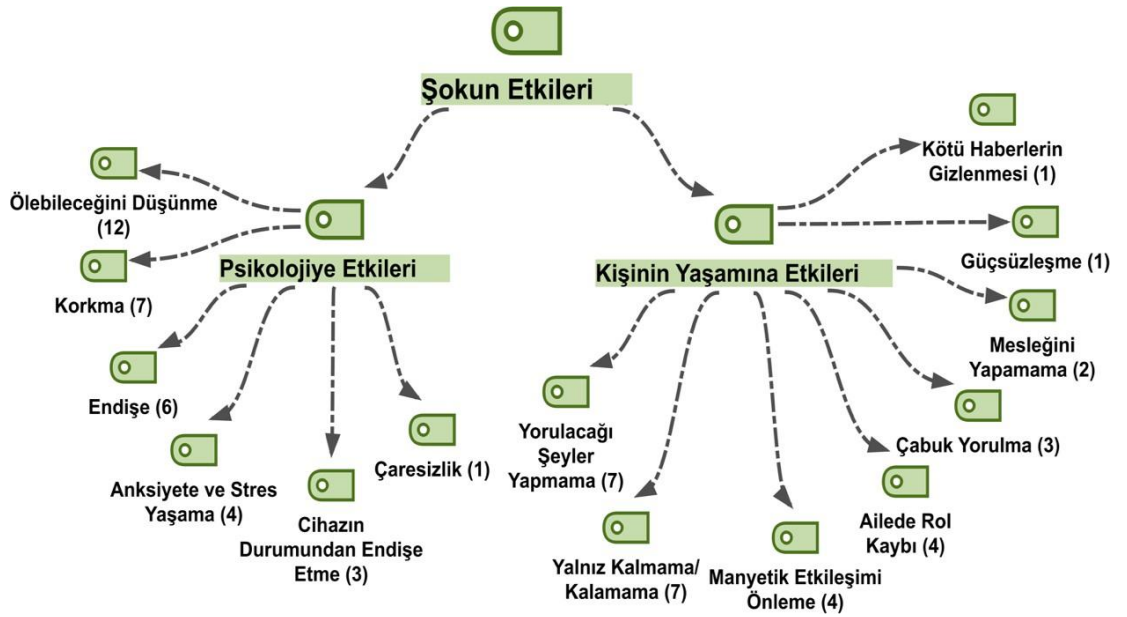 Şokun Etkileri
Ölebileceğini Düşünme
(12)
Korkma (7)
Psikolojiye Etkileri
Endişe (6)
Anksiyete ve Stres
Yaşama (4)
Cihazın
Durumundan Endişe
Etme (3)
Çaresizlik (1)
Kötü Haberlerin
Gizlenmesi (1)
Güçsüzleşme (1)
Kişinin Yaşamına Etkileri
Mesleğini
Yapamama (2)
Çabuk Yorulma (3)
Ailede Rol
Kaybı (4)
Manyetik Etkileşimi
Önleme (4)
Yalnız Kalmama/
Kalamama (7)
Yorulacağı
Şeyler
Yapmama (7)